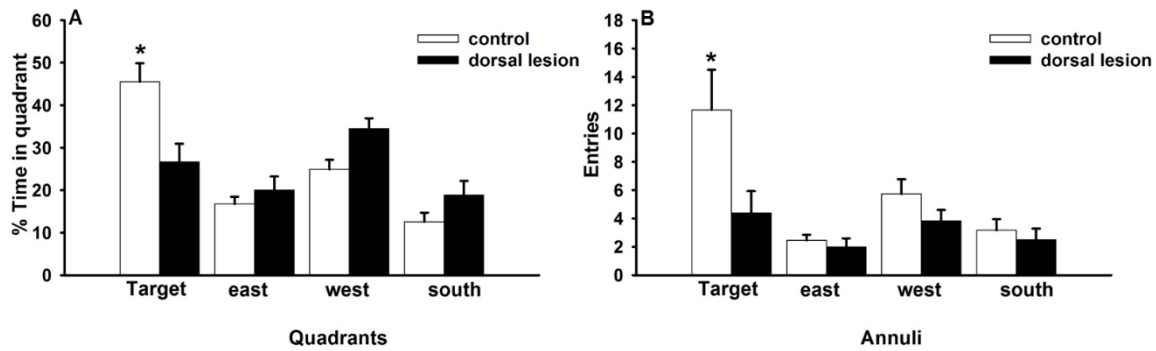 A
60
50
40
30
20
10
0
% Time in quadrant
*
control
dorsal lesion
Target east west south
Quadrants
B
18
16
14
12
10
8
6
4
2
0
Entries
*
control
dorsal lesion
Target east west south
Annuli